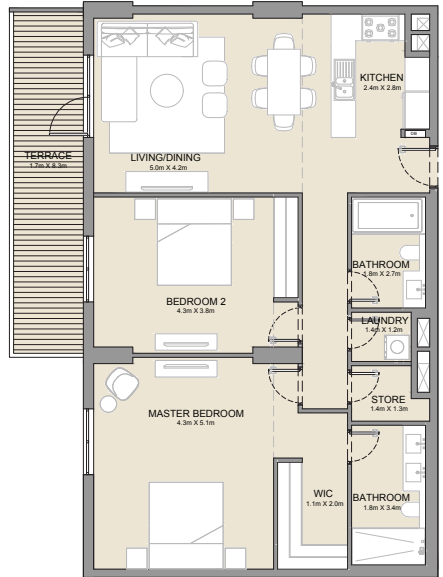 KITCHEN
2.4m X 2.8m
DB
TERRACE
1.7m X 8.3m
LIVING/DINING
5.0m X 4.2m
BATHROOM
1.8m X 2.7m
BEDROOM 2
4.3m X 3.8m
LAUNDRY
1.4m X 1.2m
STORE
1.4m X 1.3m
MASTER BEDROOM
4.3m X 5.1m
WIC
1.1m X 2.0m
BATHROOM
1.8m X 3.4m